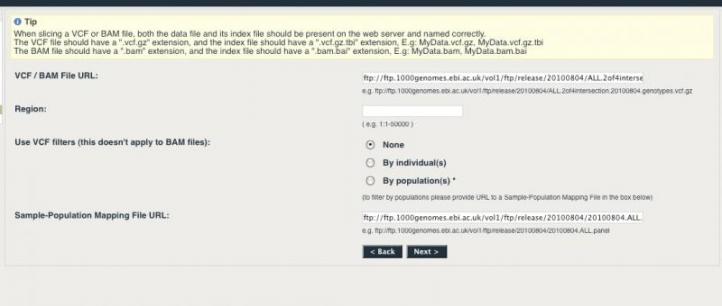 Tip
When slicing a VCF or BAM file, both the data file and its index file should be present on the web server and named correctly.
The VCF file should have a ".vcf.gz" extension, and the index file should have a ".vcf.gz.tbi" extension, E.g: MyData.vcf.gz, MyData.vcf.gz.tbi
The BAM file should have a ".bam" extension, and the index file should have a ".bam.bai" extension, E.g: MyData.bam, MyData.bam.bai
VCF / BAM File URL:
ftp://ftp.1000genomes.ebi.ac.uk/vol1/ftp/release/20100804/ALL.2of4interse
e.g. ftp://ftp.1000genomes.ebi.ac.uk/vol1/ftp/release/20100804/ALL.2of4intersection.20100804.genotypes.vcf.gz
Region:
( e.g. 1:1-50000 )
Use VCF filters (this doesn't apply to BAM files):
None
By individual(s)
By population(s) *
(to filter by populations please provide URL to a Sample-Population Mapping File in the box below)
Sample-Population Mapping File URL:
ftp://ftp.1000genomes.ebi.ac.uk/vol1/ftp/release/20100804/20100804.ALL.
e.g. ftp://ftp.1000genomes.ebi.ac.uk/vol1/ftp/release/20100804/20100804.ALL.panel
< Back Next >